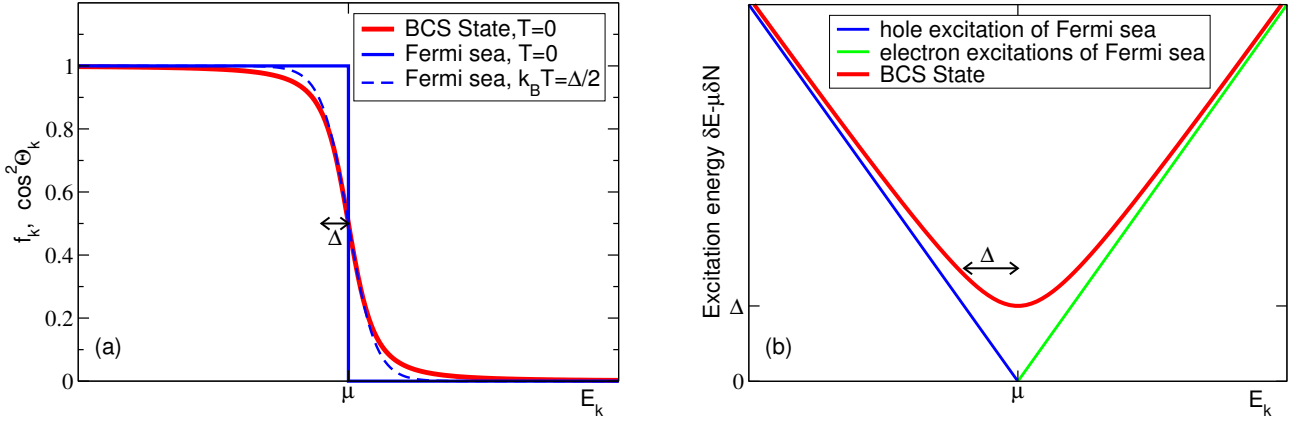 BCS State,T=0
Fermi sea, T=0
Fermi sea, k_BT=Δ/2
1
0.8
0.6
0.4
0.2
0
f_k, cos²Θ_k
Δ
(a)
μ
E_k
hole excitation of Fermi sea
electron excitations of Fermi sea
BCS State
Excitation energy δE-μδN
Δ
Δ
0
(b)
μ
E_k